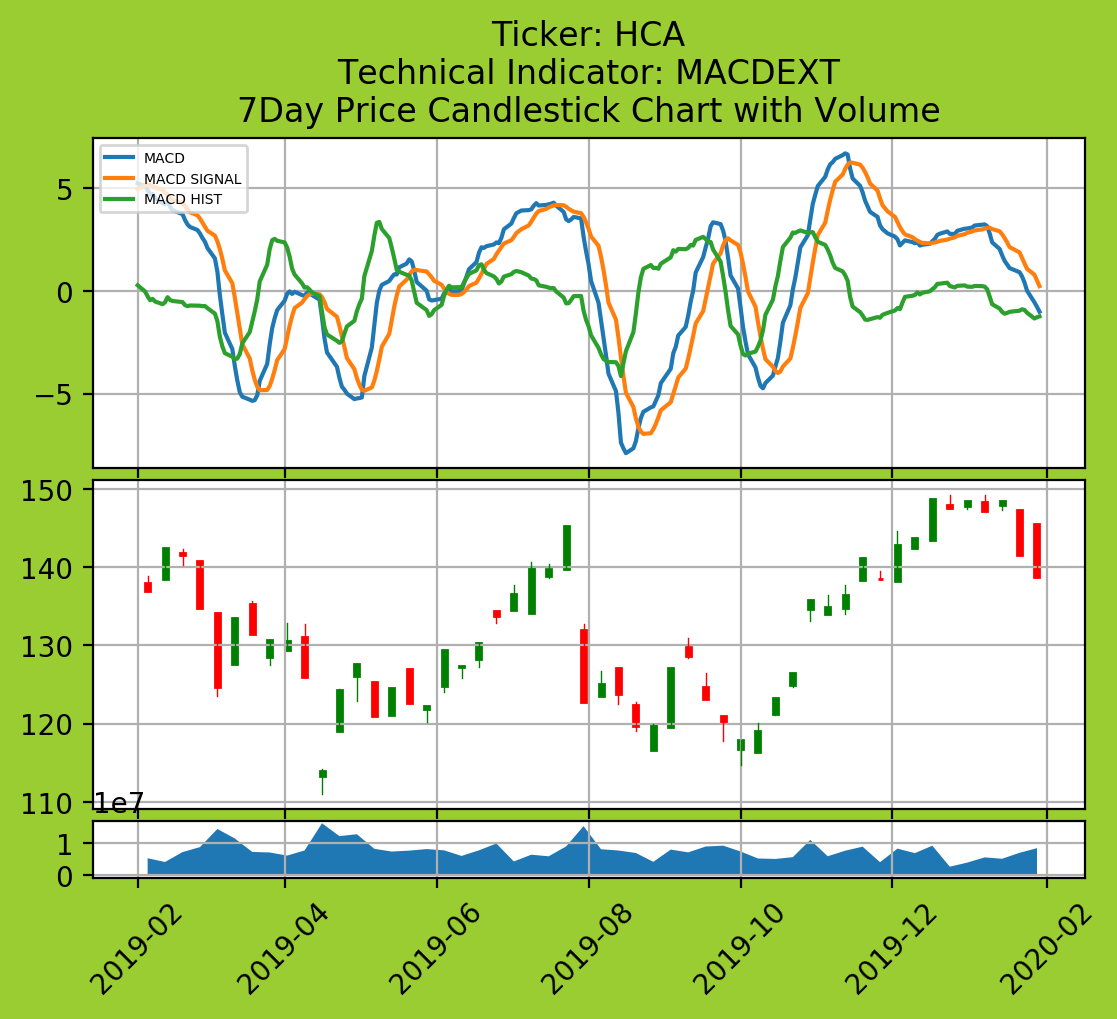 Ticker: HCA
Technical Indicator: MACDEXT
7Day Price Candlestick Chart with Volume
MACD
MACD SIGNAL
MACD HIST
5
0
−5
150
140
130
120
110
1e7
1
0
2019-02
2019-04
2019-06
2019-08
2019-10
2019-12
2020-02